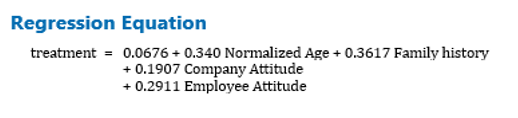 Regression Equation
treatment = 0.0676 + 0.340 Normalized Age + 0.3617 Family history
+ 0.1907 Company Attitude
+ 0.2911 Employee Attitude